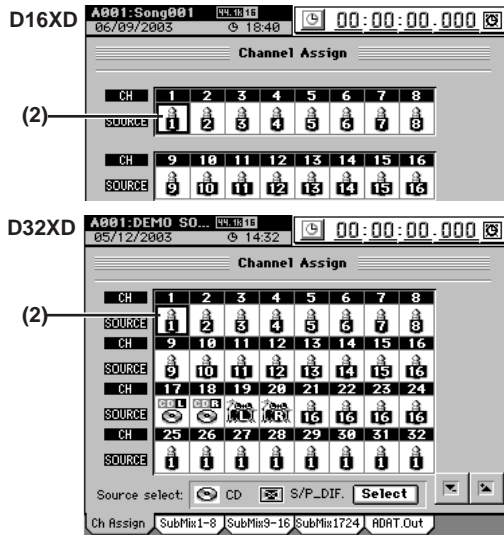 D16XD
A001:Song001 44.1k16
06/09/2003 18:40
00:00:00.000
Channel Assign
CH 1 2 3 4 5 6 7 8
(2)
SOURCE 1 2 3 4 5 6 7 8
CH 9 10 11 12 13 14 15 16
SOURCE 9 10 11 12 13 14 15 16
D32XD
A001:DEMO SO... 44.1k16
05/12/2003 14:32
00:00:00.000
Channel Assign
CH 1 2 3 4 5 6 7 8
(2)
SOURCE 1 2 3 4 5 6 7 8
CH 9 10 11 12 13 14 15 16
SOURCE 9 10 11 12 13 14 15 16
CH 17 18 19 20 21 22 23 24
SOURCE CD L CD R L R 16 16 16 16
CH 25 26 27 28 29 30 31 32
SOURCE 1 1 1 1 1 1 1 1
Source select: CD S/P_DIF. Select
Ch Assign SubMix1-8 SubMix9-16 SubMix1724 ADAT.Out